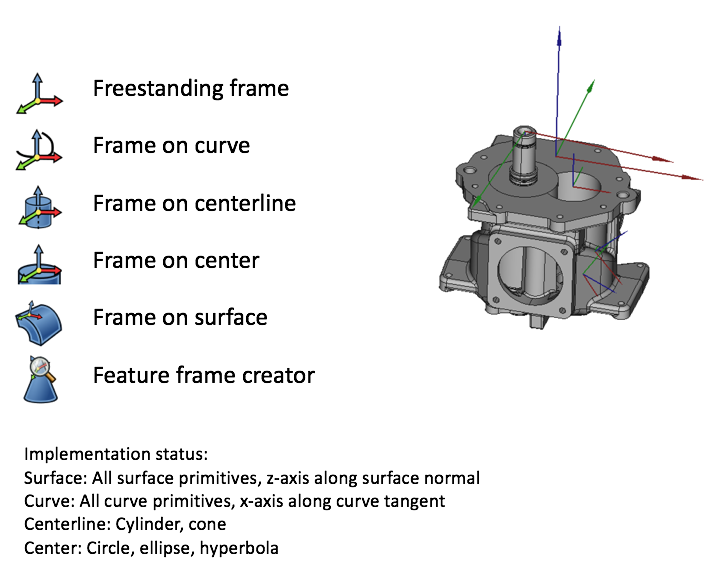 Freestanding frame
Frame on curve
Frame on centerline
Frame on center
Frame on surface
Feature frame creator
Implementation status:
Surface: All surface primitives, z-axis along surface normal
Curve: All curve primitives, x-axis along curve tangent
Centerline: Cylinder, cone
Center: Circle, ellipse, hyperbola